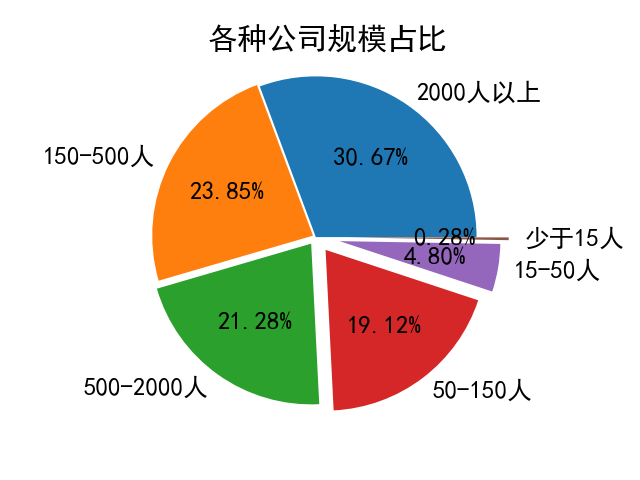 各种公司规模占比
2000人以上
30.67%
150-500人
23.85%
500-2000人
21.28%
50-150人
19.12%
15-50人
4.80%
少于15人
0.28%